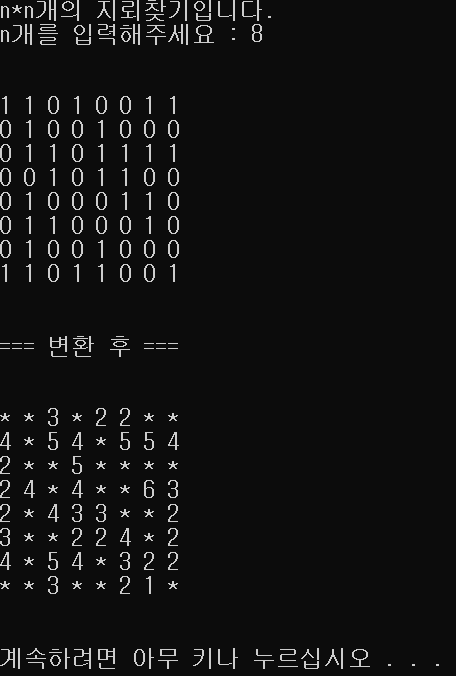 n*n개의 지뢰찾기입니다.
n개를 입력해주세요 : 8
1 1 0 1 0 0 1 1
0 1 0 0 1 0 0 0
0 1 1 0 1 1 1 1
0 0 1 0 1 1 0 0
0 1 0 0 0 1 1 0
0 1 1 0 0 0 1 0
0 1 0 0 1 0 0 0
1 1 0 1 1 0 0 1
=== 변환 후 ===
* * 3 * 2 2 * *
4 * 5 4 * 5 5 4
2 * * 5 * * * *
2 4 * 4 * * 6 3
2 * 4 3 3 * * 2
3 * * 2 2 4 * 2
4 * 5 4 * 3 2 2
* * 3 * * 2 1 *
계속하려면 아무 키나 누르십시오 . . .